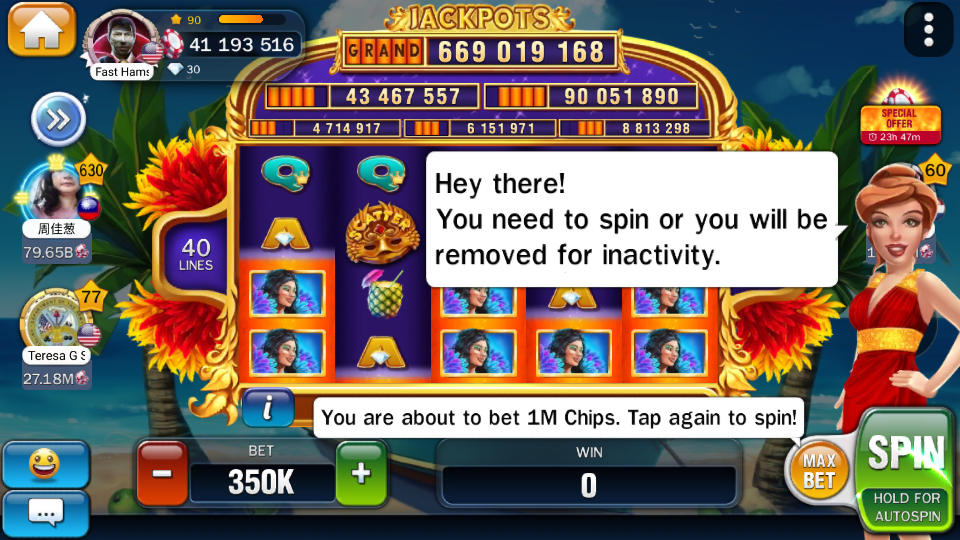 JACKPOTS
GRAND 669 019 168
43 467 557
90 051 890
4 714 917
6 151 971
8 813 298
90
41 193 516
30
Fast Hams
SPECIAL
OFFER
23h 47m
630
周佳葱
79.65B
77
Teresa G S
27.18M
60
40
LINES
SCATTER
Hey there!
You need to spin or you will be
removed for inactivity.
i
You are about to bet 1M Chips. Tap again to spin!
BET
350K
WIN
0
MAX
BET
SPIN
HOLD FOR
AUTOSPIN